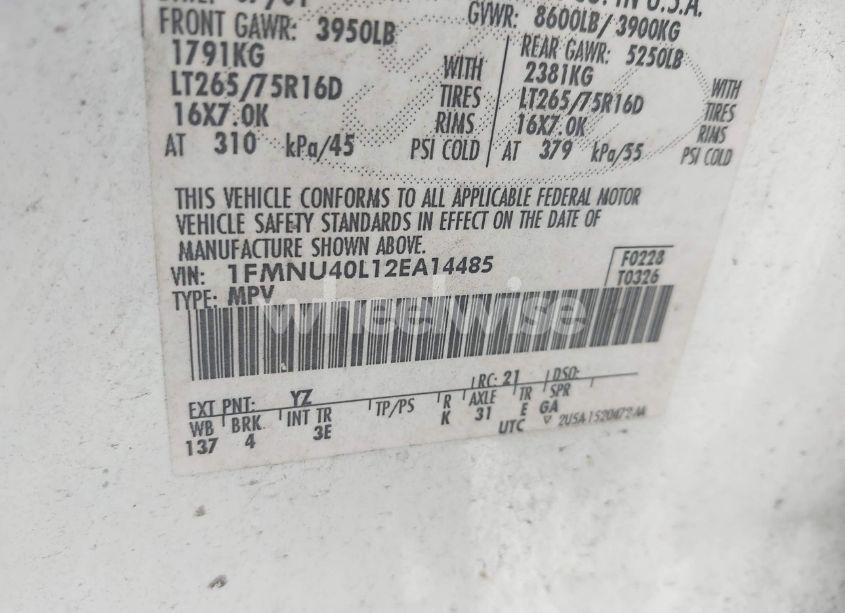 IN U.S.A.
FRONT GAWR: 3950LB
1791KG
LT265/75R16D
16X7.0K
AT 310 kPa/45
WITH
TIRES
RIMS
PSI COLD
GVWR: 8600LB/3900KG
REAR GAWR: 5250LB
2381KG
LT265/75R16D
16X7.0K
AT 379 kPa/55
WITH
TIRES
RIMS
PSI COLD
THIS VEHICLE CONFORMS TO ALL APPLICABLE FEDERAL MOTOR
VEHICLE SAFETY STANDARDS IN EFFECT ON THE DATE OF
MANUFACTURE SHOWN ABOVE.
VIN: 1FMNU40L12EA14485
F0228
T0326
TYPE: MPV
wheelwise
EXT PNT: YZ RC: 21 DSO:
WB BRK INT TR TP/PS R AXLE TR SPR
137 4 3E K 31 E GA
UTC